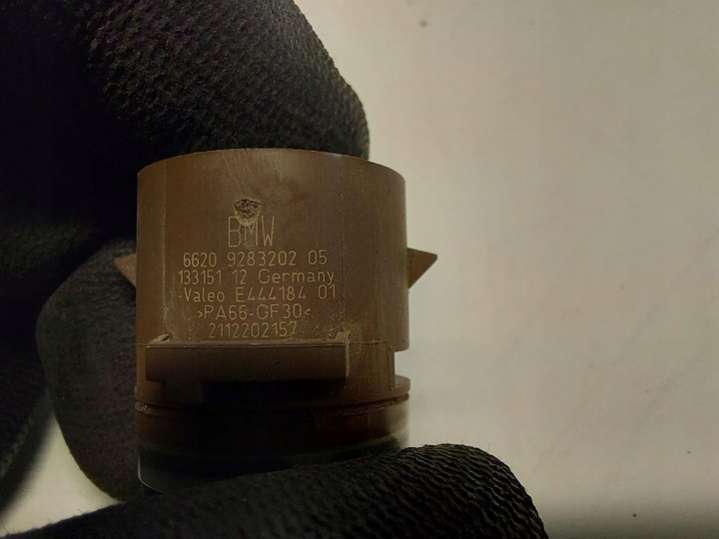 BMW
6620 9283202 05
133151 12 Germany
Valeo E444184 01
>PA66-GF30<
2112202157